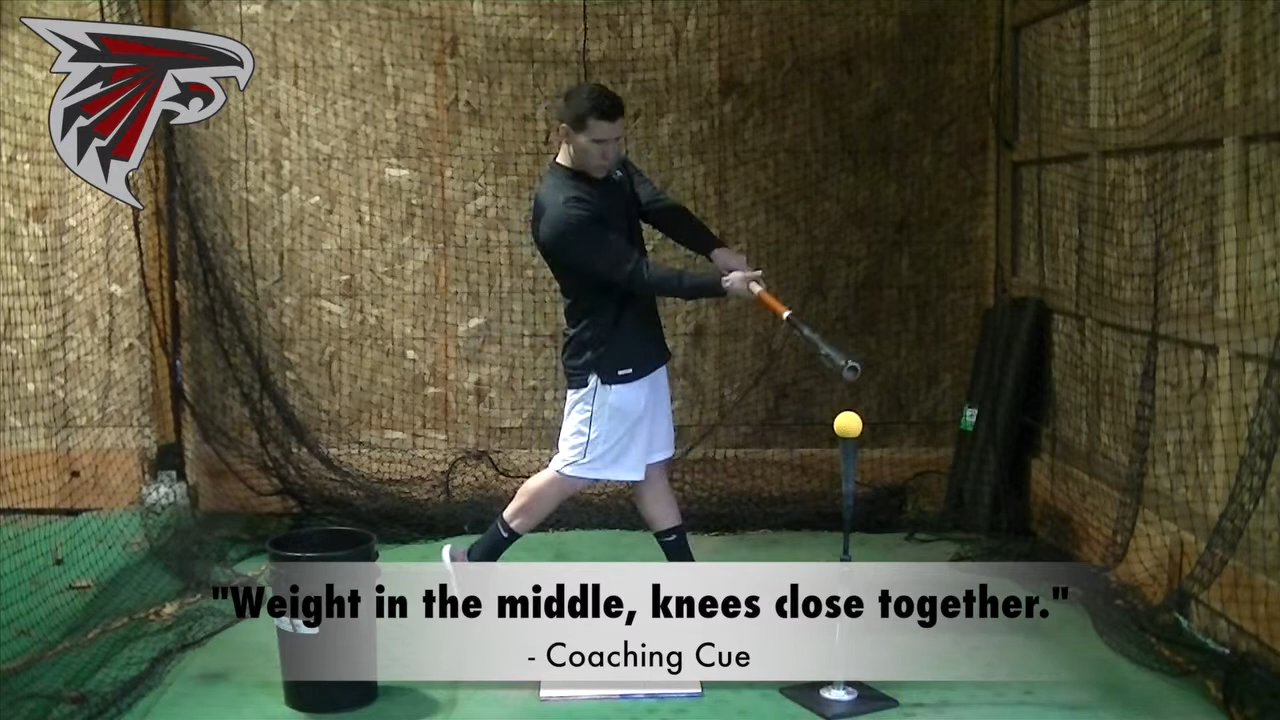 "Weight in the middle, knees close together."
- Coaching Cue